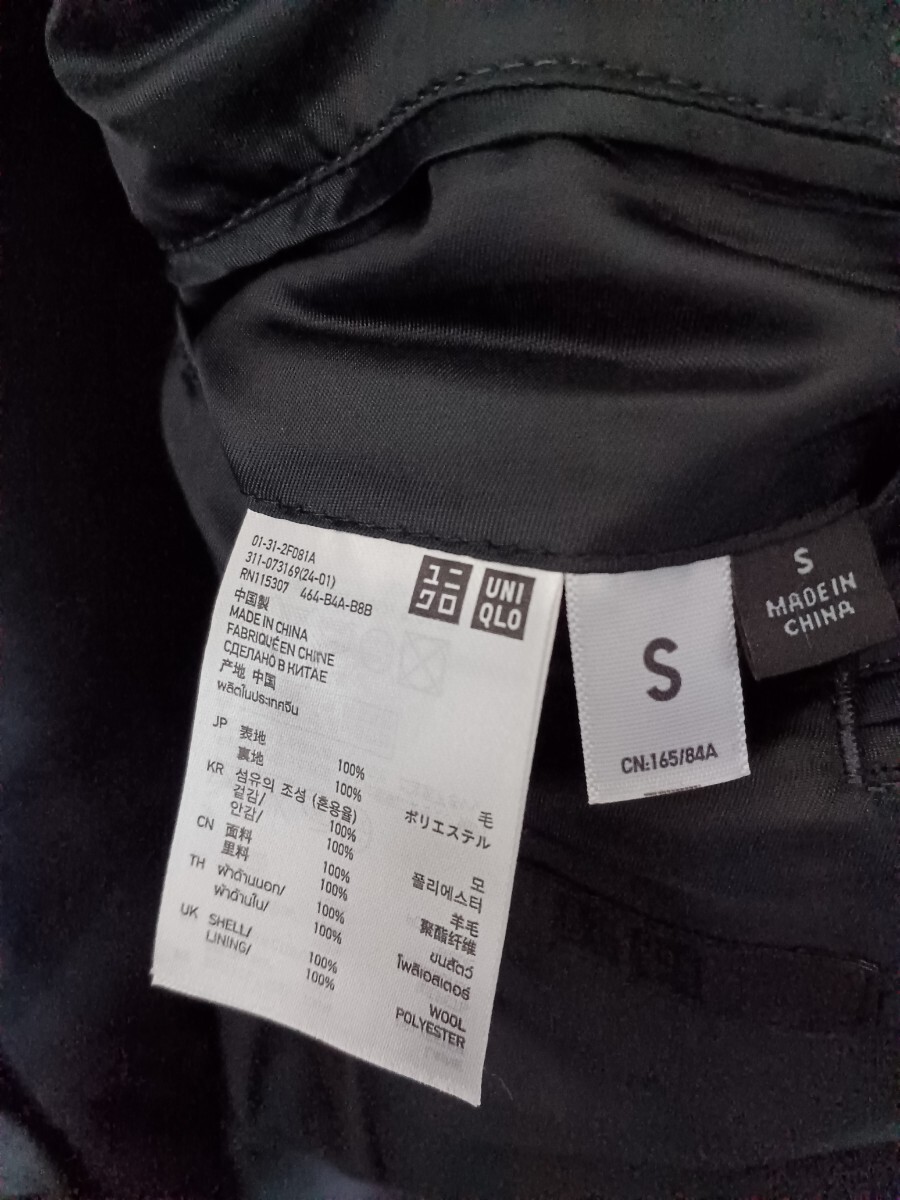 01-31-2FD81A
311-073169(24-01)
RN115307 464-B4A-B8B
ユニ
クロ
UNI
QLO
中国製
MADE IN CHINA
FABRIQUÉ EN CHINE
СДЕЛАНО В КИТАЕ
产地 中国
ผลิตในประเทศจีน
JP 表地 100% 毛
裏地 100% ポリエステル
KR 섬유의 조성 (혼용율)
겉감/ 100% 모
안감/ 100% 폴리에스터
CN 面料 100% 羊毛
里料 100% 聚酯纤维
TH ผ้าด้านนอก/ 100% ขนสัตว์
ผ้าด้านใน/ 100% โพลีเอสเตอร์
UK SHELL/ 100% WOOL
LINING/ 100% POLYESTER
S
CN:165/84A
S
MADE IN
CHINA